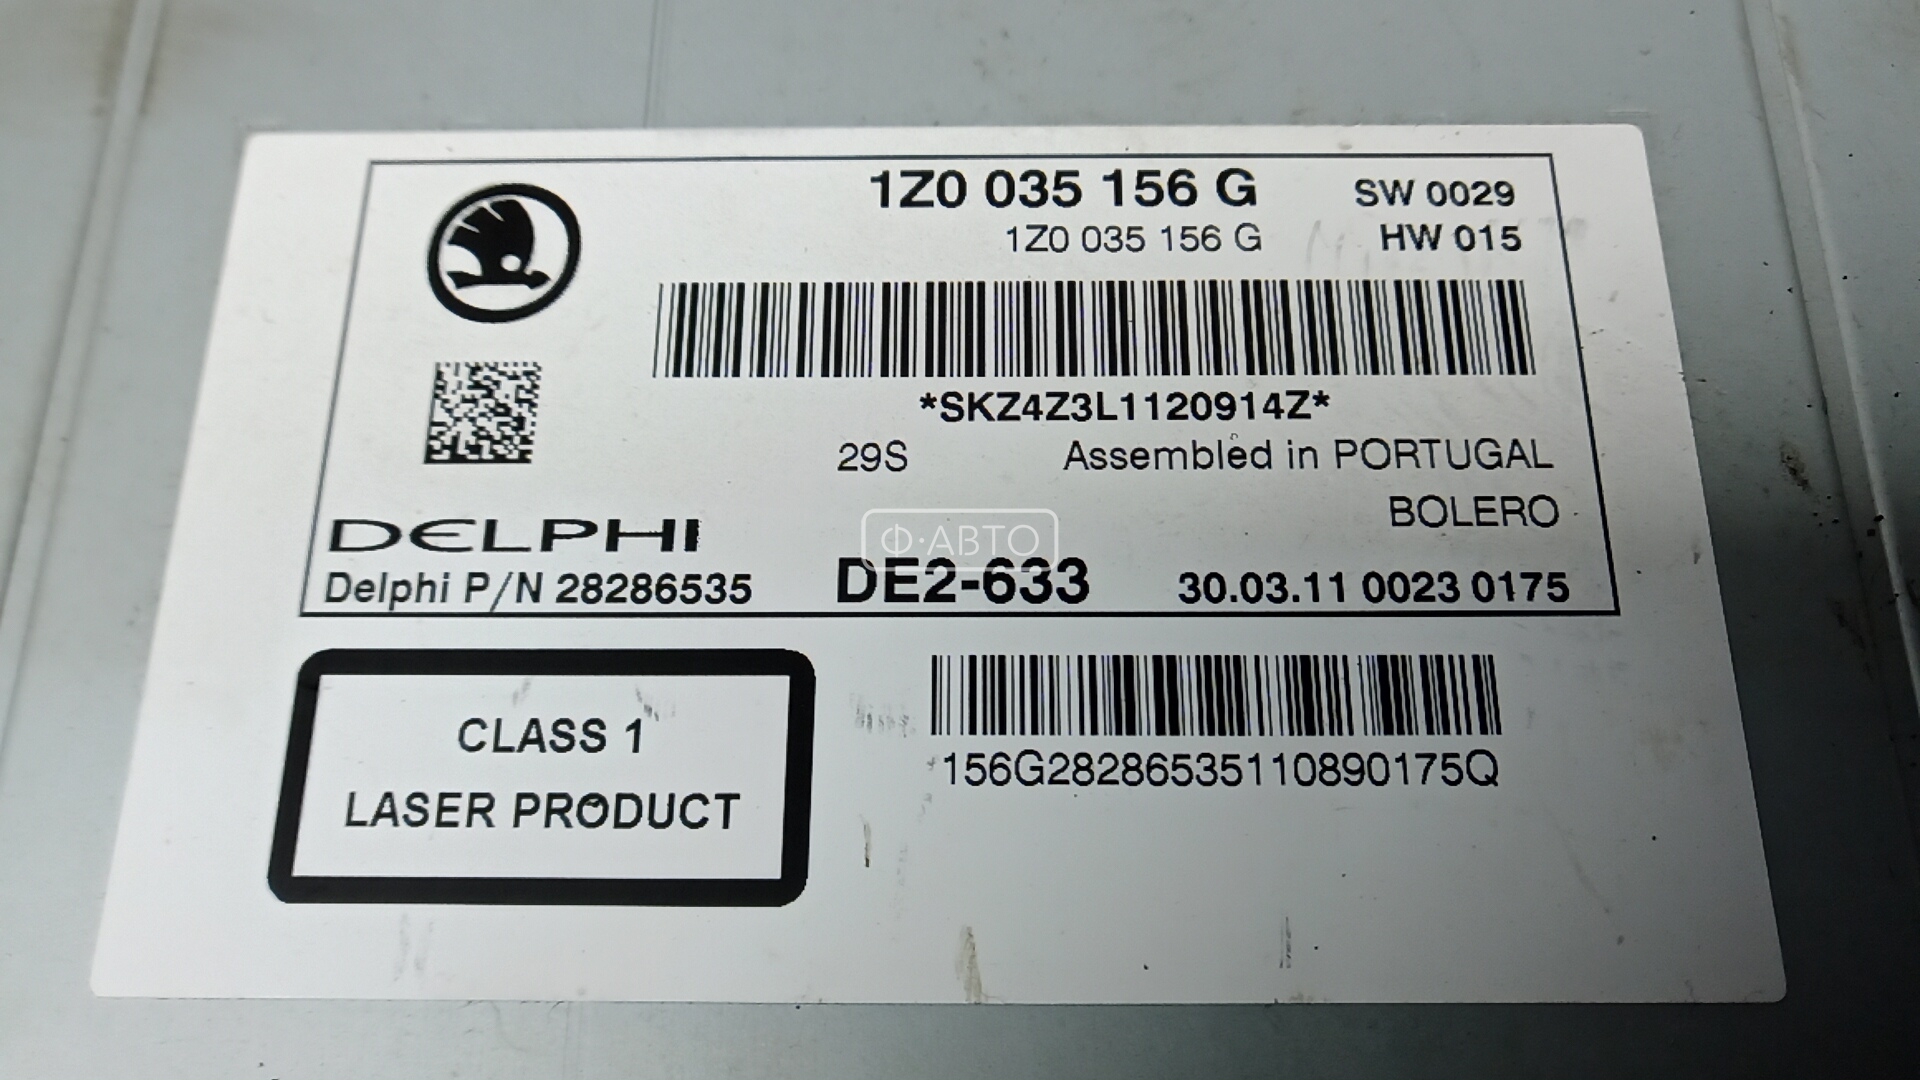 1Z0 035 156 G SW 0029
1Z0 035 156 G HW 015
*SKZ4Z3L1120914Z*
29S Assembled in PORTUGAL
BOLERO
DELPHI
Ф·АВТО
Delphi P/N 28286535 DE2-633 30.03.11 0023 0175
CLASS 1
LASER PRODUCT
156G28286535110890175Q